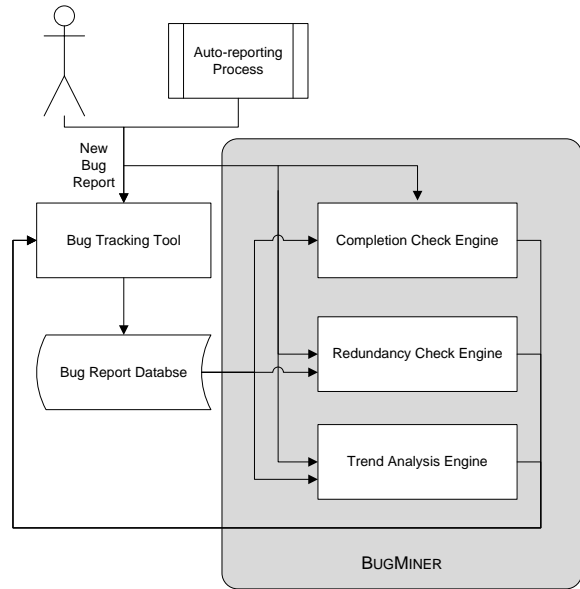 Auto-reporting
Process
New
Bug
Report
Bug Tracking Tool
Completion Check Engine
Bug Report Databse
Redundancy Check Engine
Trend Analysis Engine
BUGMINER